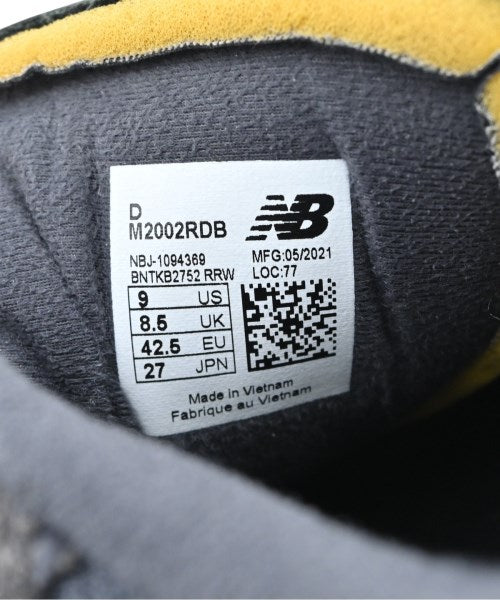 D
M2002RDB
NB
NBJ-1094369
MFG:05/2021
BNTKB2752 RRW
LOC:77
9 US
8.5 UK
42.5 EU
27 JPN
Made in Vietnam
Fabrique au Vietnam